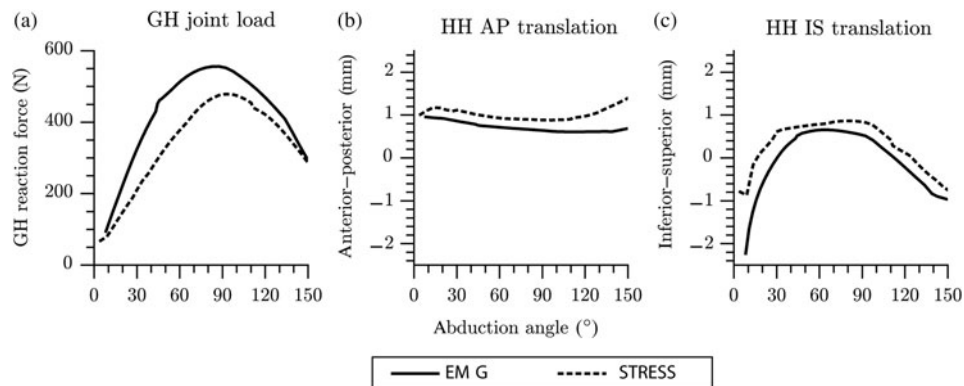 (a) GH joint load
GH reaction force (N)
600
400
200
0
0 30 60 90 120 150
(b) HH AP translation
Anterior–posterior (mm)
2
1
0
−1
−2
0 30 60 90 120 150
Abduction angle (°)
(c) HH IS translation
Inferior–superior (mm)
2
1
0
−1
−2
0 30 60 90 120 150
EM G STRESS